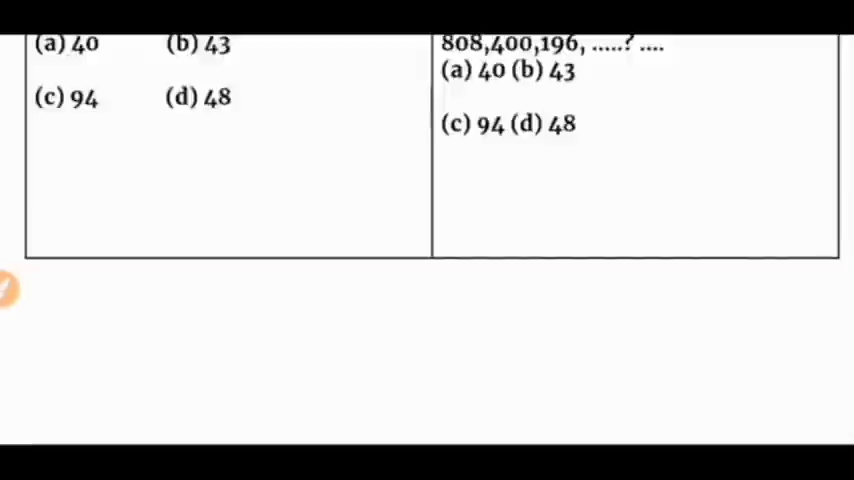 (a) 40 (b) 43
(c) 94 (d) 48
808,400,196, .....? ....
(a) 40 (b) 43
(c) 94 (d) 48